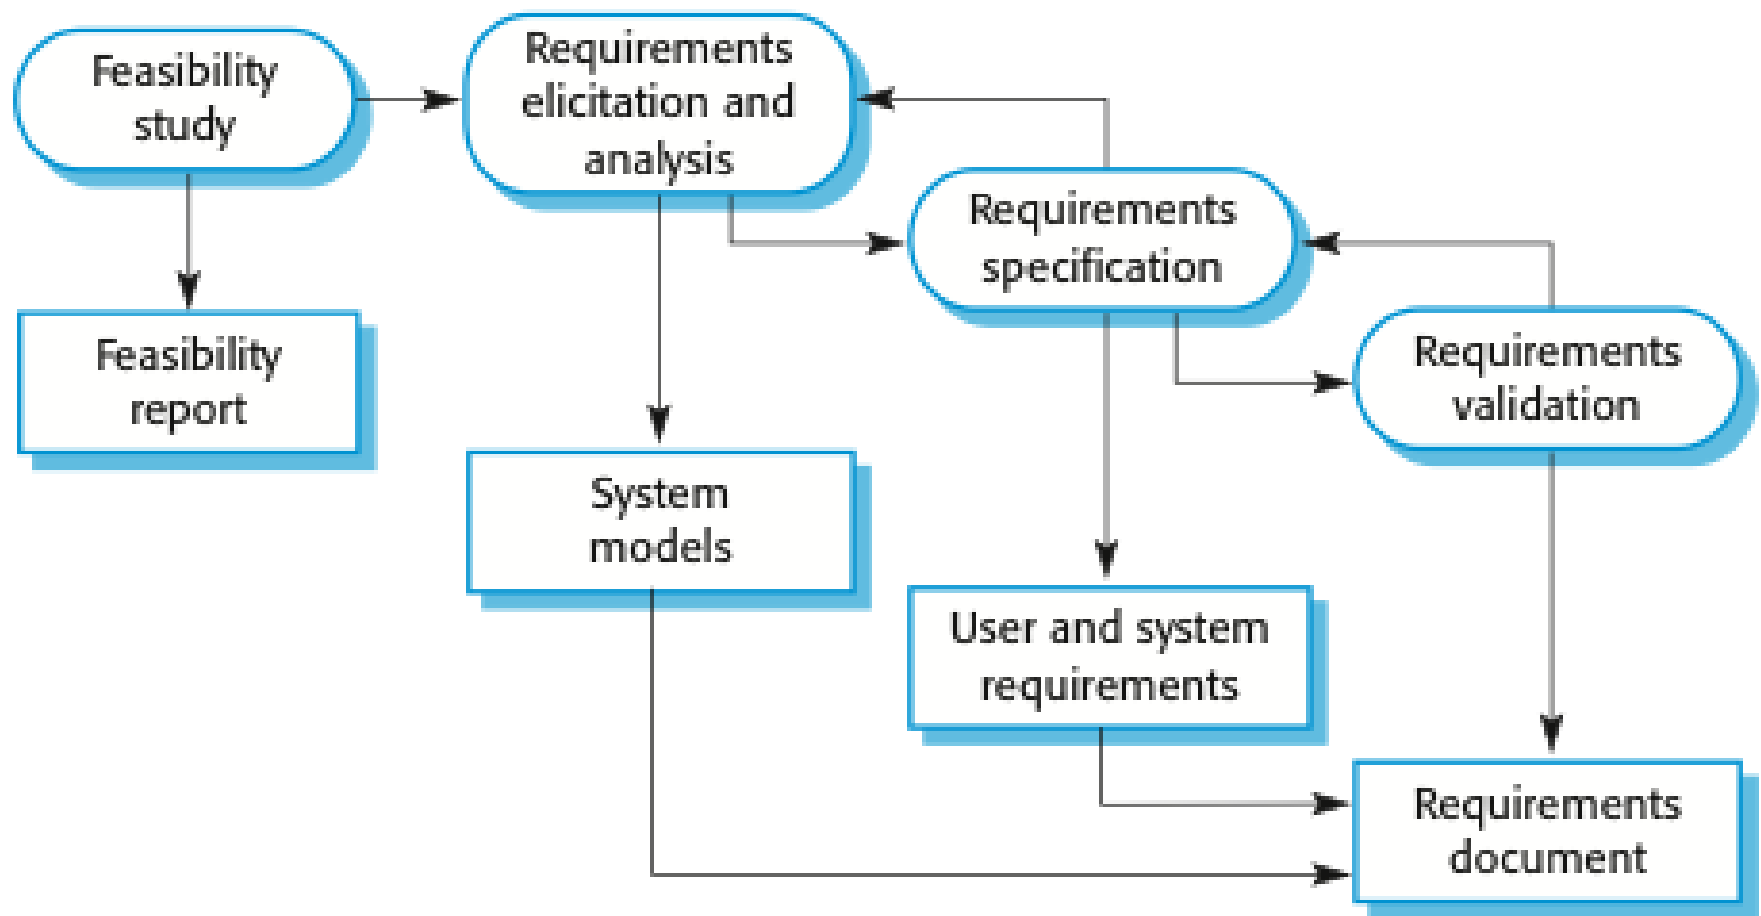 Feasibility
study
Requirements
elicitation and
analysis
Requirements
specification
Requirements
validation
Feasibility
report
System
models
User and system
requirements
Requirements
document